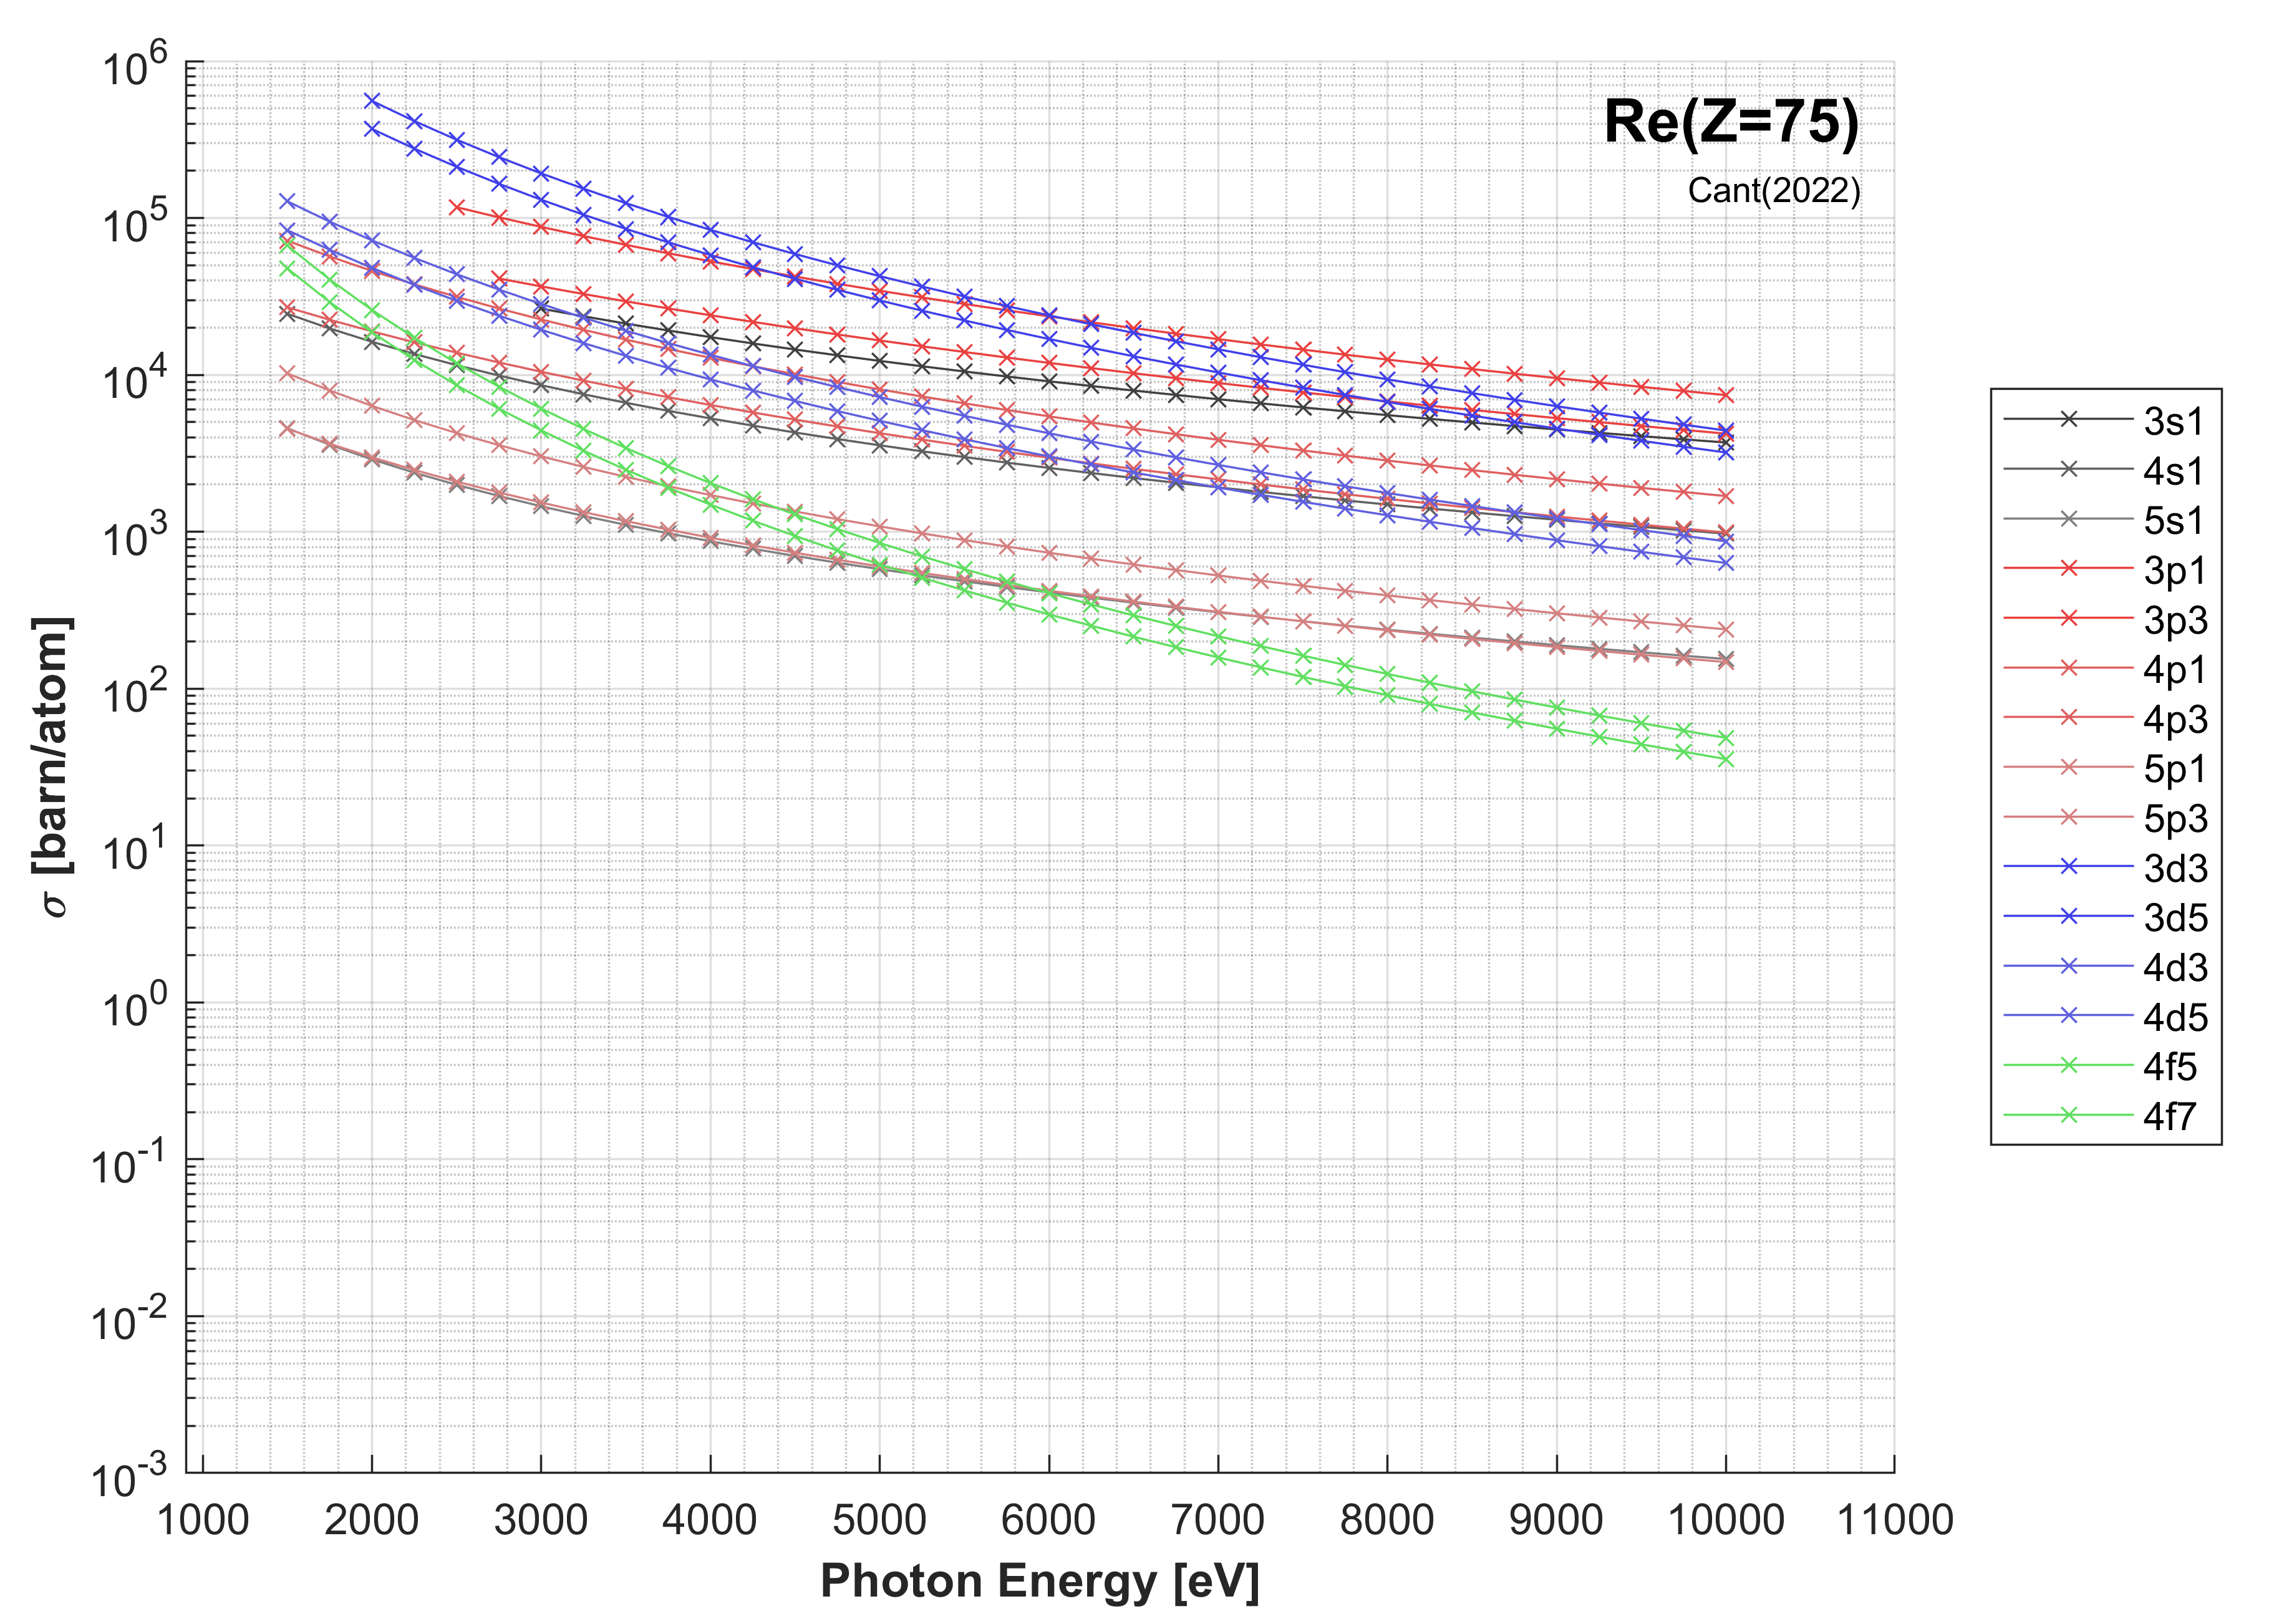 Re(Z=75)
Cant(2022)
σ [barn/atom]
10^6
10^5
10^4
10^3
10^2
10^1
10^0
10^-1
10^-2
10^-3
1000 2000 3000 4000 5000 6000 7000 8000 9000 10000 11000
Photon Energy [eV]
3s1
4s1
5s1
3p1
3p3
4p1
4p3
5p1
5p3
3d3
3d5
4d3
4d5
4f5
4f7